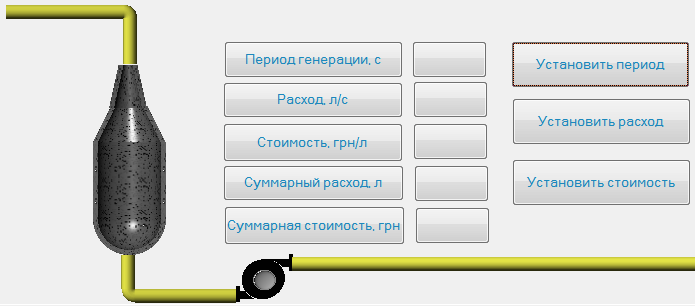 Период генерации, с
Установить период
Расход, л/с
Установить расход
Стоимость, грн/л
Суммарный расход, л
Установить стоимость
Суммарная стоимость, грн